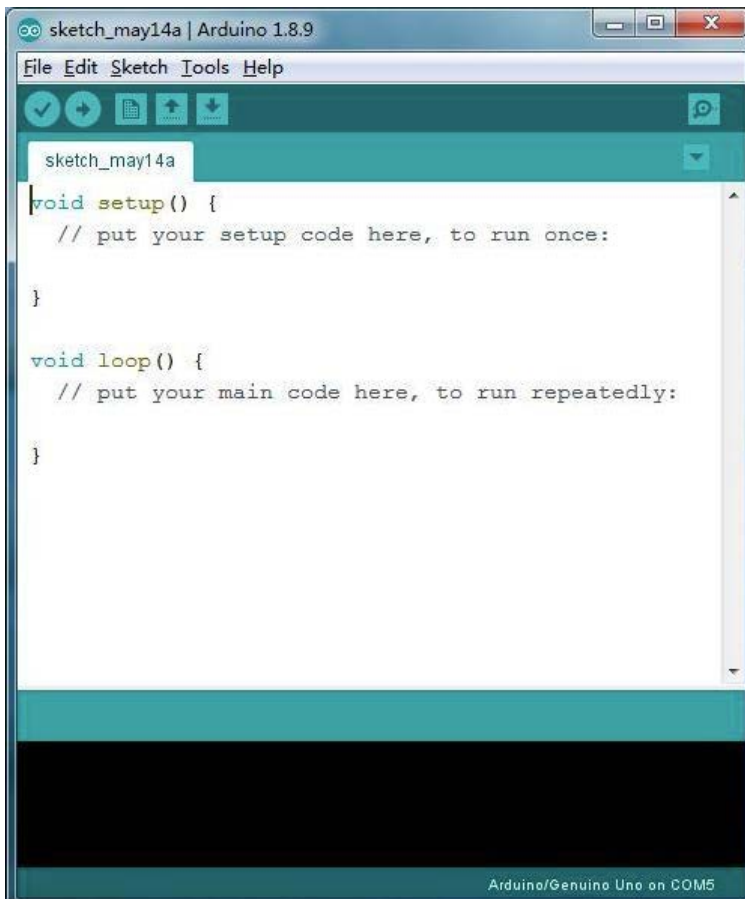 sketch_may14a | Arduino 1.8.9
File Edit Sketch Tools Help
sketch_may14a
void setup() {
  // put your setup code here, to run once:

}

void loop() {
  // put your main code here, to run repeatedly:

}
Arduino/Genuino Uno on COM5